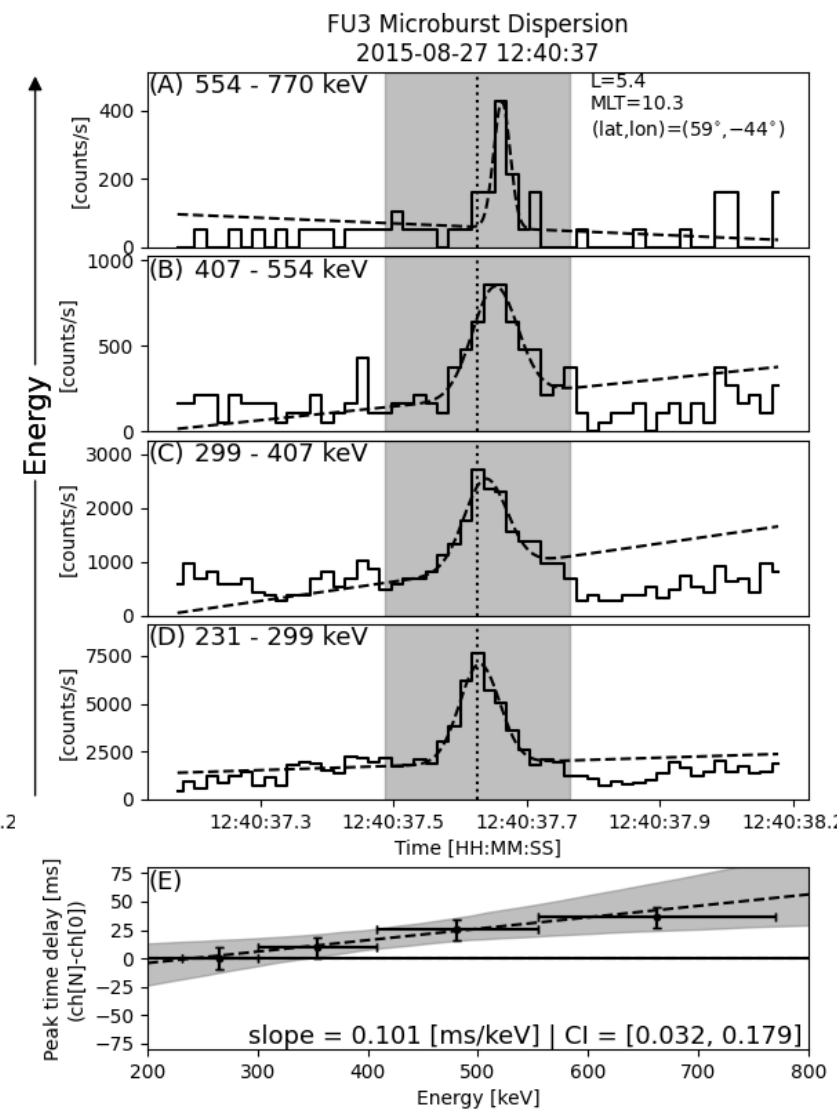 FU3 Microburst Dispersion
2015-08-27 12:40:37
Energy
(A) 554 - 770 keV
L=5.4
MLT=10.3
(lat,lon)=(59°,−44°)
[counts/s]
400
200
0
(B) 407 - 554 keV
[counts/s]
1000
500
0
(C) 299 - 407 keV
[counts/s]
3000
2000
1000
0
(D) 231 - 299 keV
[counts/s]
7500
5000
2500
0
.2 12:40:37.3 12:40:37.5 12:40:37.7 12:40:37.9 12:40:38.2
Time [HH:MM:SS]
(E)
Peak time delay [ms]
(ch[N]-ch[0])
75
50
25
0
−25
−50
−75
slope = 0.101 [ms/keV] | CI = [0.032, 0.179]
200 300 400 500 600 700 800
Energy [keV]